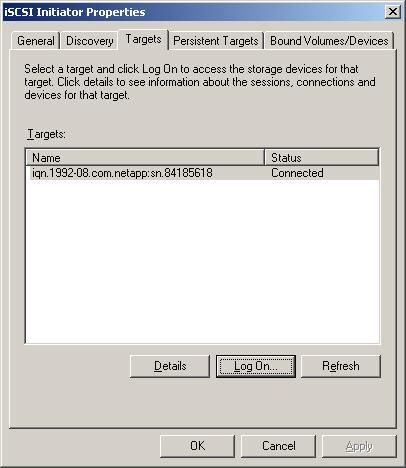 iSCSI Initiator Properties
General Discovery Targets Persistent Targets Bound Volumes/Devices
Select a target and click Log On to access the storage devices for that
target. Click details to see information about the sessions, connections and
devices for that target.
Targets:
Name Status
iqn.1992-08.com.netapp:sn.84185618 Connected
Details Log On... Refresh
OK Cancel Apply